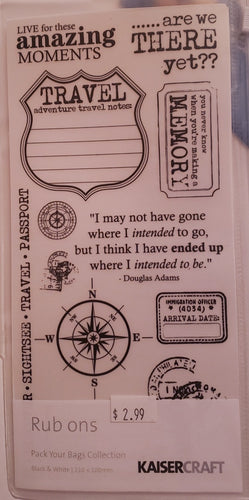 LIVE for these
amazing
MOMENTS
......are we
THERE
yet??
TRAVEL
adventure travel notes:
you never know
when you're making a
MEMORY
R • SIGHTSEE • TRAVEL • PASSPORT
"I may not have gone
where I intended to go,
but I think I have ended up
where I intended to be."
- Douglas Adams
N
W
E
S
IMMIGRATION OFFICER
(4034)
ARRIVAL DATE:
PHILATEL
$ 2.99
Rub ons
Pack Your Bags Collection
Black & White
KAISERCRAFT